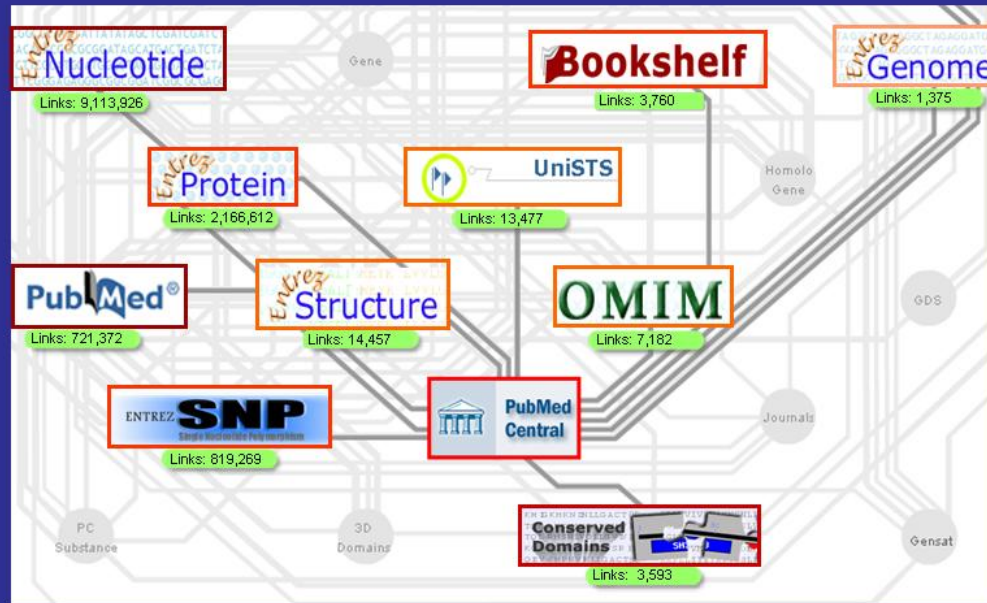 Entrez
Nucleotide
Links: 9,113,926
Gene
Bookshelf
Links: 3,760
Entrez
Genome
Links: 1,375
Entrez
Protein
Links: 2,166,612
UniSTS
Links: 13,477
Homolo
Gene
PubMed®
Links: 721,372
Entrez
Structure
Links: 14,457
OMIM
Links: 7,182
GDS
ENTREZ SNP
Single Nucleotide Polymorphism
Links: 819,269
PubMed
Central
Journals
PC
Substance
3D
Domains
Conserved
Domains
Links: 3,593
Gensat